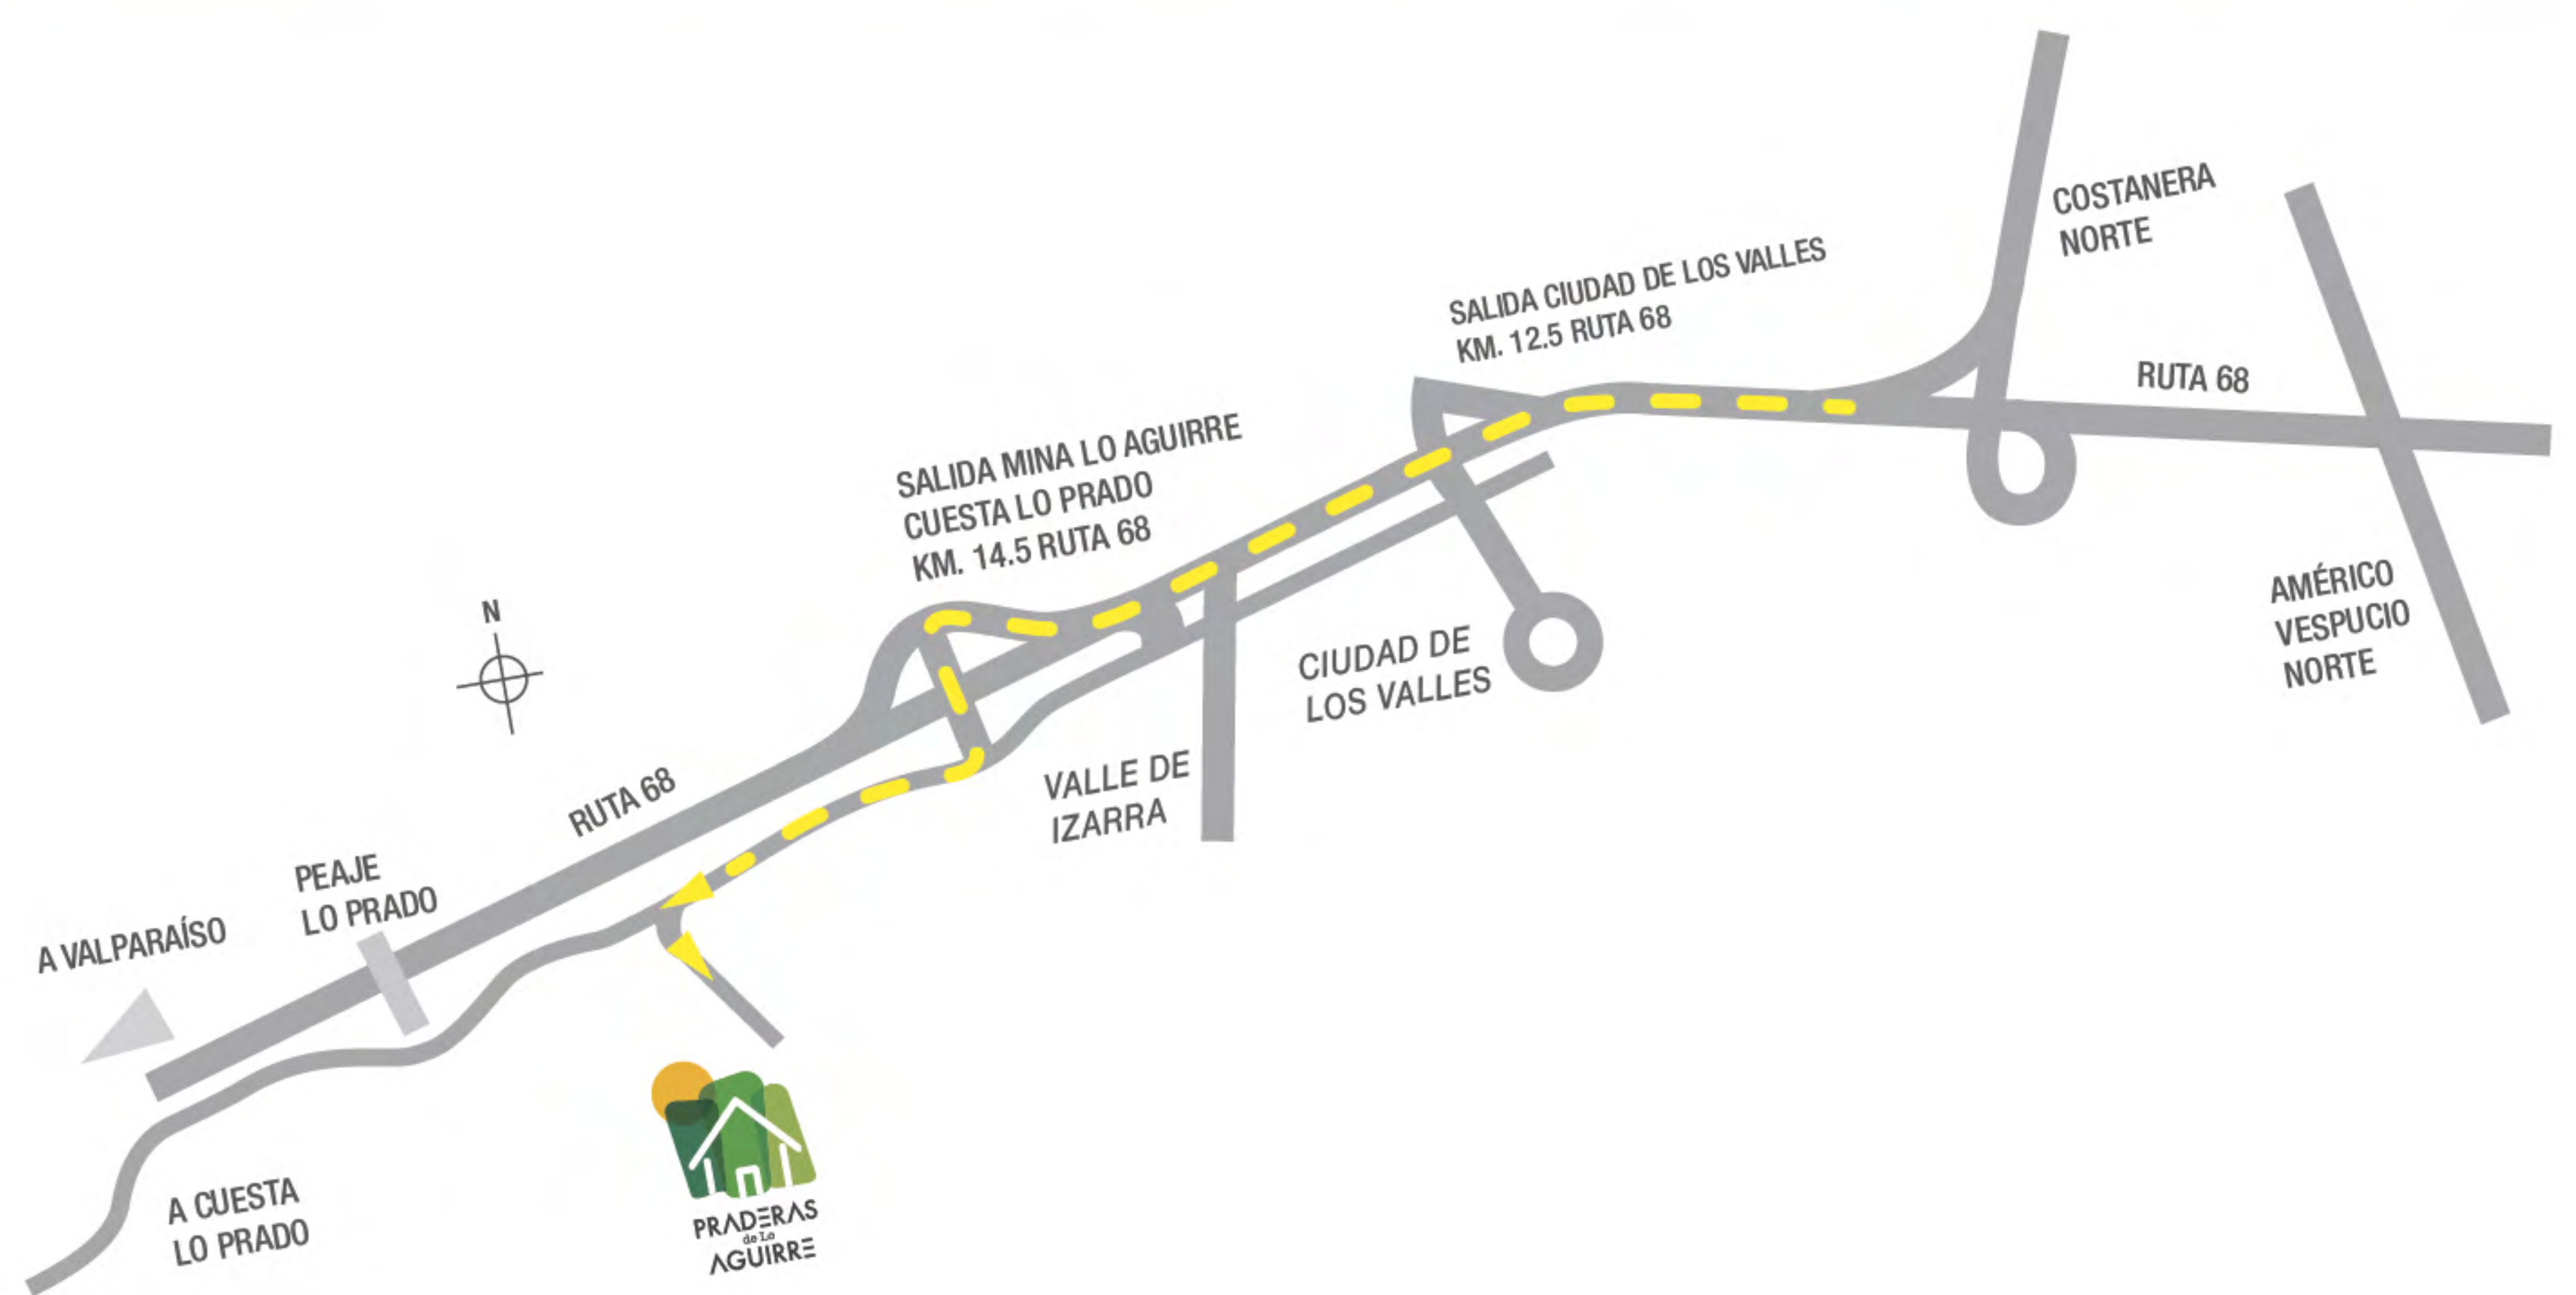 COSTANERA
NORTE
SALIDA CIUDAD DE LOS VALLES
KM. 12.5 RUTA 68
RUTA 68
SALIDA MINA LO AGUIRRE
CUESTA LO PRADO
KM. 14.5 RUTA 68
AMÉRICO
VESPUCIO
NORTE
N
CIUDAD DE
LOS VALLES
VALLE DE
IZARRA
RUTA 68
PEAJE
LO PRADO
A VALPARAÍSO
A CUESTA
LO PRADO
PRADERAS
de Lo
AGUIRRE